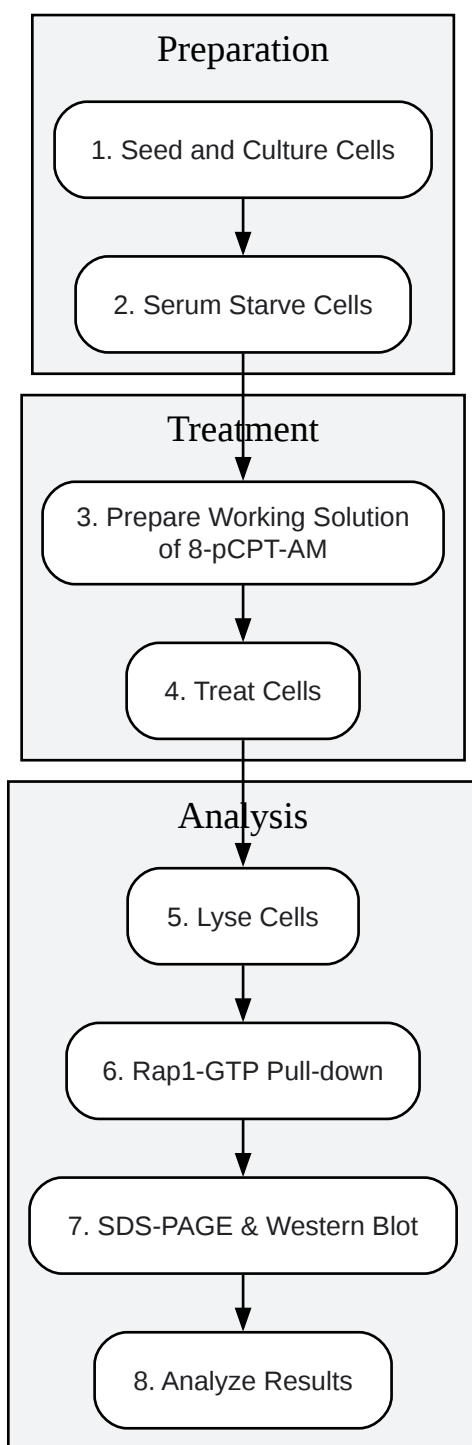 Preparation
1. Seed and Culture Cells
2. Serum Starve Cells
Treatment
3. Prepare Working Solution
of 8-pCPT-AM
4. Treat Cells
Analysis
5. Lyse Cells
6. Rap1-GTP Pull-down
7. SDS-PAGE & Western Blot
8. Analyze Results